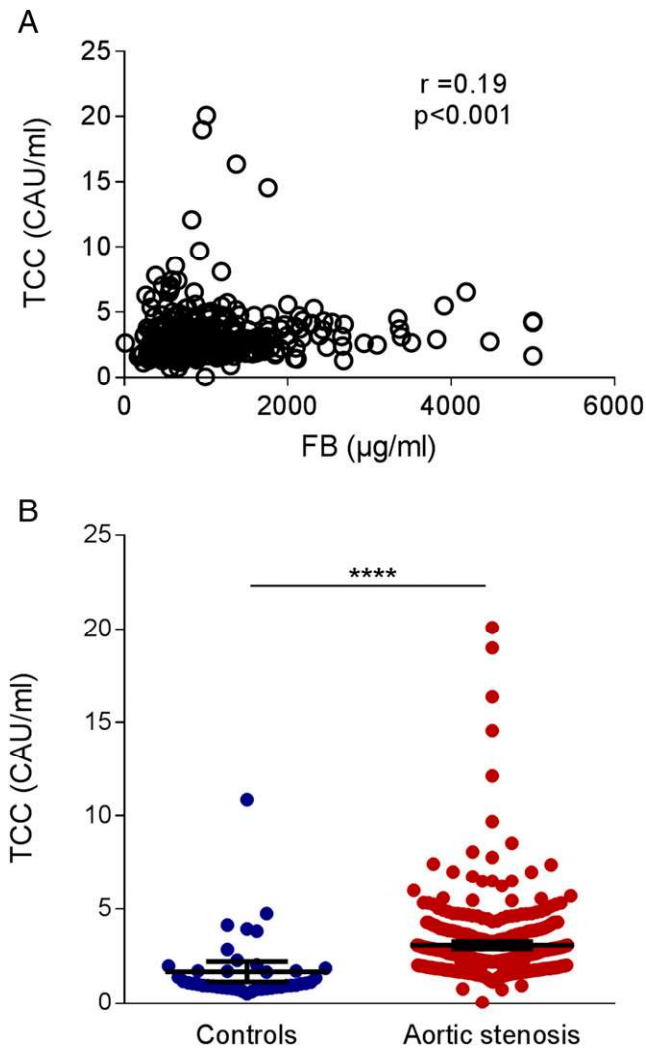 A
25
20
15
10
5
0
TCC (CAU/ml)
r =0.19
p<0.001
0 2000 4000 6000
FB (µg/ml)
B
25
20
15
10
5
0
TCC (CAU/ml)
****
Controls Aortic stenosis